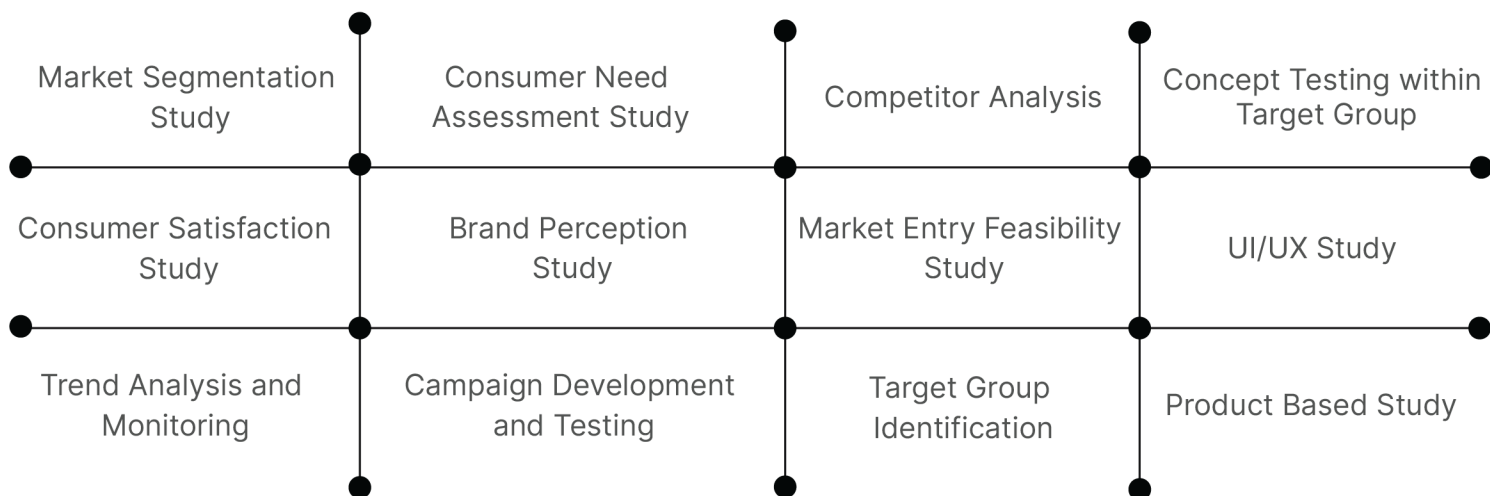 Market Segmentation
Study
Consumer Need
Assessment Study
Competitor Analysis
Concept Testing within
Target Group
Consumer Satisfaction
Study
Brand Perception
Study
Market Entry Feasibility
Study
UI/UX Study
Trend Analysis and
Monitoring
Campaign Development
and Testing
Target Group
Identification
Product Based Study